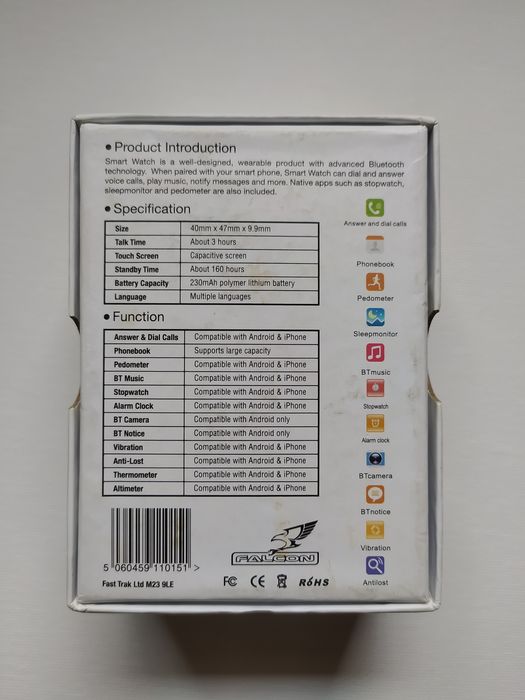 • Product Introduction
Smart Watch is a well-designed, wearable product with advanced Bluetooth
technology. When paired with your smart phone, Smart Watch can dial and answer
voice calls, play music, notify messages and more. Native apps such as stopwatch,
sleepmonitor and pedometer are also included.
• Specification
Size 40mm x 47mm x 9.9mm
Talk Time About 3 hours
Touch Screen Capacitive screen
Standby Time About 160 hours
Battery Capacity 230mAh polymer lithium battery
Language Multiple languages
• Function
Answer & Dial Calls Compatible with Android & iPhone
Phonebook Supports large capacity
Pedometer Compatible with Android & iPhone
BT Music Compatible with Android & iPhone
Stopwatch Compatible with Android & iPhone
Alarm Clock Compatible with Android & iPhone
BT Camera Compatible with Android only
BT Notice Compatible with Android only
Vibration Compatible with Android & iPhone
Anti-Lost Compatible with Android & iPhone
Thermometer Compatible with Android & iPhone
Altimeter Compatible with Android & iPhone
Answer and dial calls
Phonebook
Pedometer
Sleepmonitor
BTmusic
Stopwatch
Alarm clock
BTcamera
BTnotice
Vibration
Antilost
5 060459 110151 >
Fast Trak Ltd M23 9LE
FALCON
FC CE RóHS